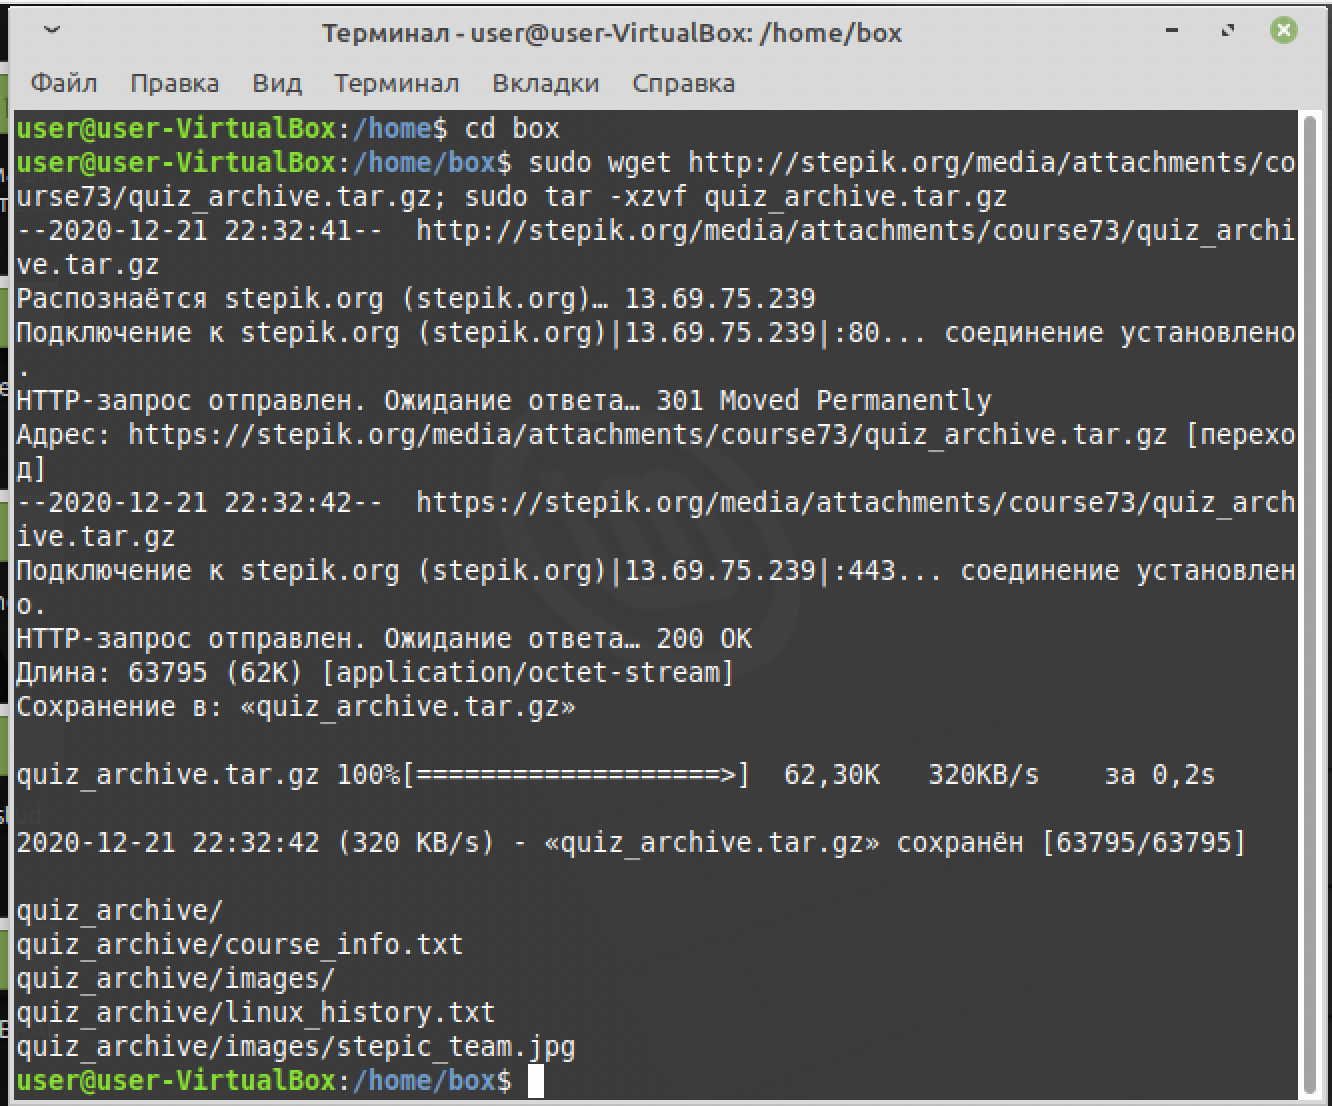 Терминал - user@user-VirtualBox: /home/box
Файл Правка Вид Терминал Вкладки Справка
user@user-VirtualBox:/home$ cd box
user@user-VirtualBox:/home/box$ sudo wget http://stepik.org/media/attachments/co
urse73/quiz_archive.tar.gz; sudo tar -xzvf quiz_archive.tar.gz
--2020-12-21 22:32:41--  http://stepik.org/media/attachments/course73/quiz_archi
ve.tar.gz
Распознаётся stepik.org (stepik.org)… 13.69.75.239
Подключение к stepik.org (stepik.org)|13.69.75.239|:80... соединение установлено
.
HTTP-запрос отправлен. Ожидание ответа… 301 Moved Permanently
Адрес: https://stepik.org/media/attachments/course73/quiz_archive.tar.gz [перехо
д]
--2020-12-21 22:32:42--  https://stepik.org/media/attachments/course73/quiz_arch
ive.tar.gz
Подключение к stepik.org (stepik.org)|13.69.75.239|:443... соединение установлен
о.
HTTP-запрос отправлен. Ожидание ответа… 200 OK
Длина: 63795 (62K) [application/octet-stream]
Сохранение в: «quiz_archive.tar.gz»
quiz_archive.tar.gz 100%[===================>]  62,30K   320KB/s    за 0,2s
2020-12-21 22:32:42 (320 KB/s) - «quiz_archive.tar.gz» сохранён [63795/63795]
quiz_archive/
quiz_archive/course_info.txt
quiz_archive/images/
quiz_archive/linux_history.txt
quiz_archive/images/stepic_team.jpg
user@user-VirtualBox:/home/box$